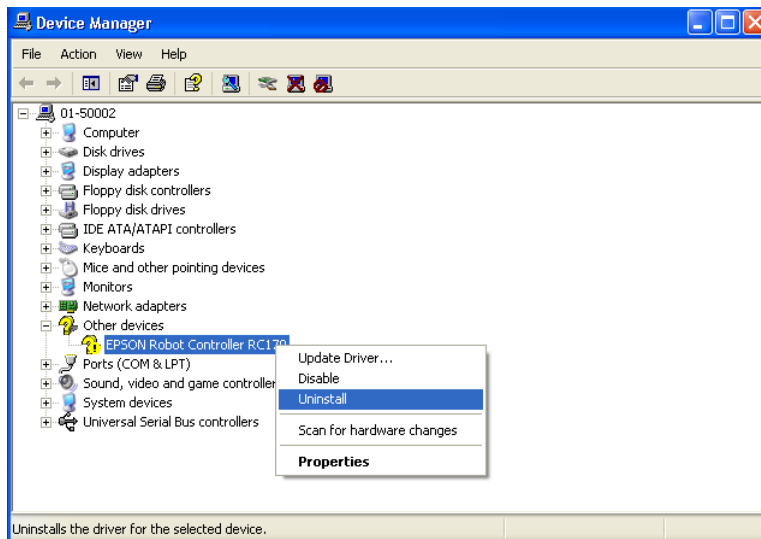 Device Manager
File Action View Help
01-50002
Computer
Disk drives
Display adapters
Floppy disk controllers
Floppy disk drives
IDE ATA/ATAPI controllers
Keyboards
Mice and other pointing devices
Monitors
Network adapters
Other devices
EPSON Robot Controller RC170
Ports (COM & LPT)
Sound, video and game controller
System devices
Universal Serial Bus controllers
Update Driver...
Disable
Uninstall
Scan for hardware changes
Properties
Uninstalls the driver for the selected device.